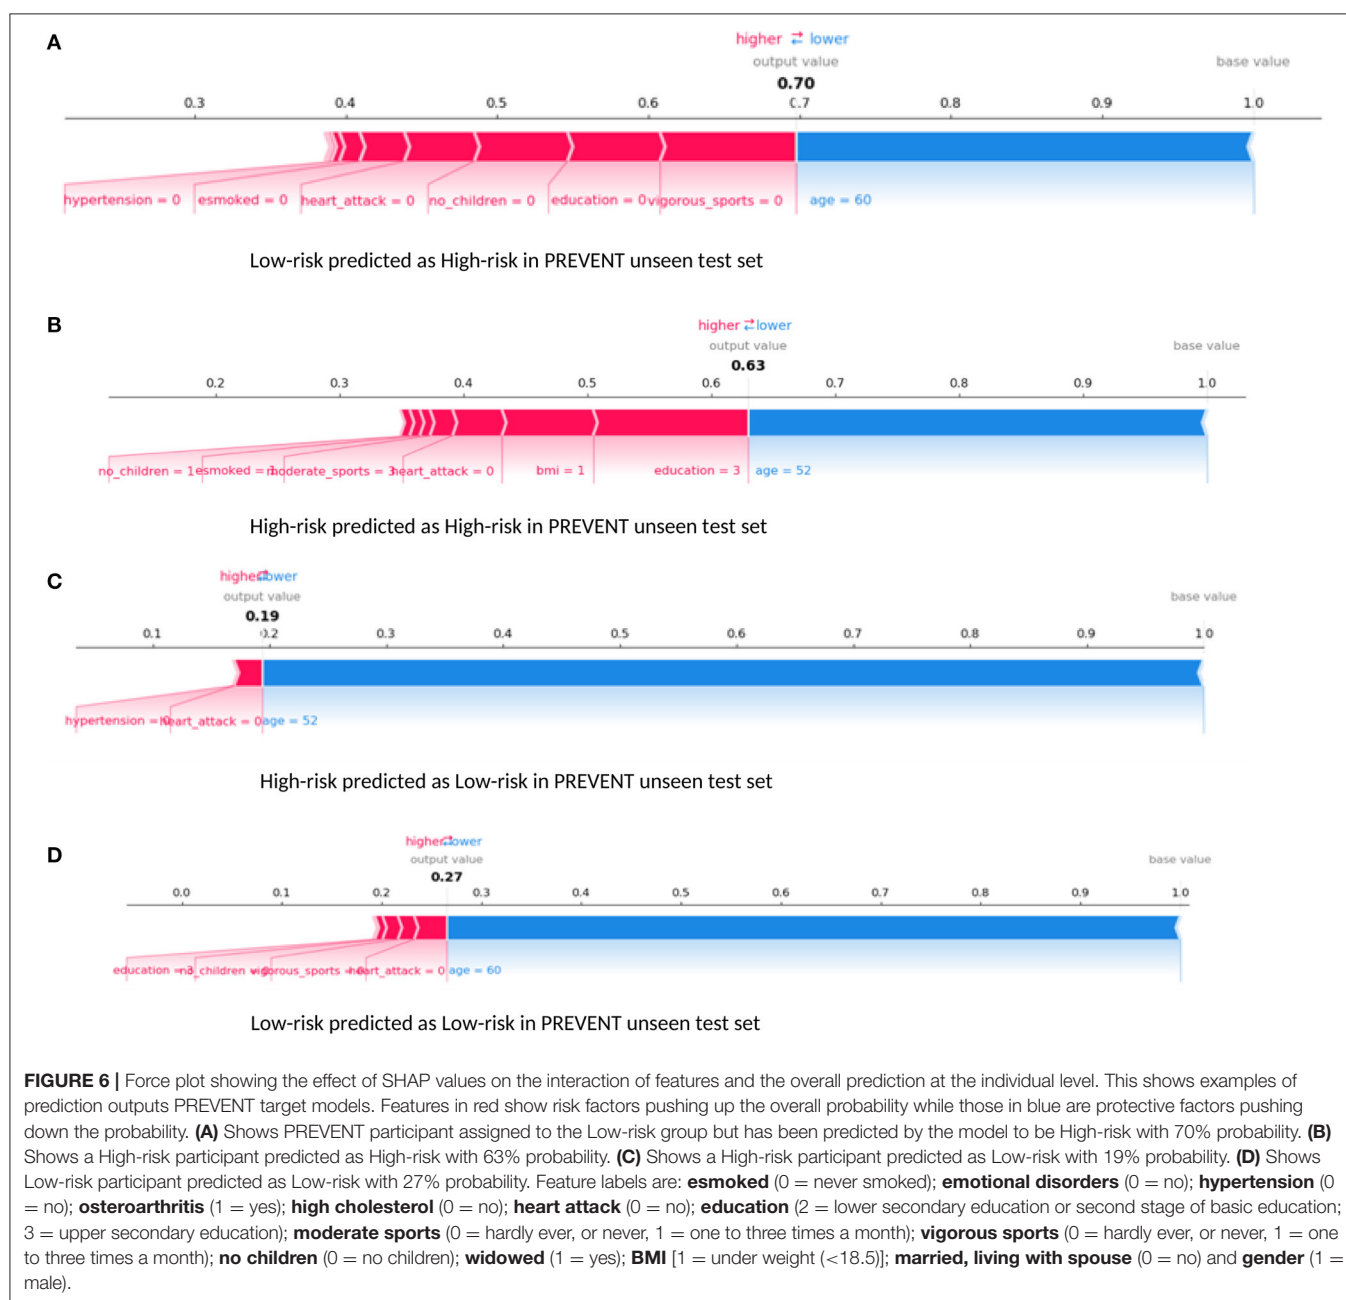 A
higher ⇄ lower
output value
base value
0.70
0.3 0.4 0.5 0.6 0.7 0.8 0.9 1.0
hypertension = 0 esmoked = 0 heart_attack = 0 no_children = 0 education = 0 vigorous_sports = 0 age = 60
Low-risk predicted as High-risk in PREVENT unseen test set
B
higher ⇄ lower
output value
base value
0.63
0.2 0.3 0.4 0.5 0.6 0.7 0.8 0.9 1.0
no_children = 1 esmoked = 1 moderate_sports = 3 heart_attack = 0 bmi = 1 education = 3 age = 52
High-risk predicted as High-risk in PREVENT unseen test set
C
higher ⇄ lower
output value
base value
0.19
0.1 0.2 0.3 0.4 0.5 0.6 0.7 0.8 0.9 1.0
hypertension = 0 heart_attack = 0 age = 52
High-risk predicted as Low-risk in PREVENT unseen test set
D
higher ⇄ lower
output value
base value
0.27
0.0 0.1 0.2 0.3 0.4 0.5 0.6 0.7 0.8 0.9 1.0
education = 3 no_children = 0 vigorous_sports = 0 heart_attack = 0 age = 60
Low-risk predicted as Low-risk in PREVENT unseen test set
FIGURE 6 | Force plot showing the effect of SHAP values on the interaction of features and the overall prediction at the individual level. This shows examples of
prediction outputs PREVENT target models. Features in red show risk factors pushing up the overall probability while those in blue are protective factors pushing
down the probability. (A) Shows PREVENT participant assigned to the Low-risk group but has been predicted by the model to be High-risk with 70% probability. (B)
Shows a High-risk participant predicted as High-risk with 63% probability. (C) Shows a High-risk participant predicted as Low-risk with 19% probability. (D) Shows
Low-risk participant predicted as Low-risk with 27% probability. Feature labels are: esmoked (0 = never smoked); emotional disorders (0 = no); hypertension (0
= no); osteroarthritis (1 = yes); high cholesterol (0 = no); heart attack (0 = no); education (2 = lower secondary education or second stage of basic education;
3 = upper secondary education); moderate sports (0 = hardly ever, or never, 1 = one to three times a month); vigorous sports (0 = hardly ever, or never, 1 = one
to three times a month); no children (0 = no children); widowed (1 = yes); BMI [1 = under weight (<18.5)]; married, living with spouse (0 = no) and gender (1 =
male).